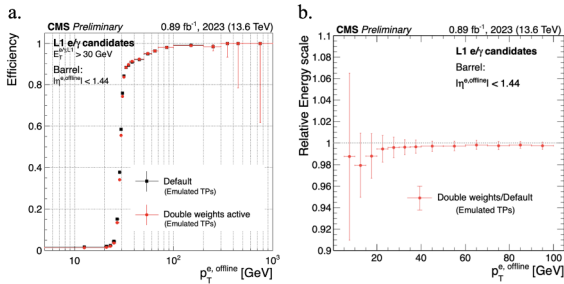 a.
CMS Preliminary 0.89 fb⁻¹, 2023 (13.6 TeV)
L1 e/γ candidates
E_T^{e/γ,L1} > 30 GeV
Barrel:
|η^{e,offline}| < 1.44
Efficiency
1
0.8
0.6
0.4
0.2
0
Default
(Emulated TPs)
Double weights active
(Emulated TPs)
10 10² 10³
p_T^{e, offline} [GeV]
b.
CMS Preliminary 0.89 fb⁻¹, 2023 (13.6 TeV)
L1 e/γ candidates
Barrel:
|η^{e,offline}| < 1.44
Relative Energy scale
1.1
1.08
1.06
1.04
1.02
1
0.98
0.96
0.94
0.92
0.9
Double weights/Default
(Emulated TPs)
20 40 60 80 100
p_T^{e, offline} [GeV]